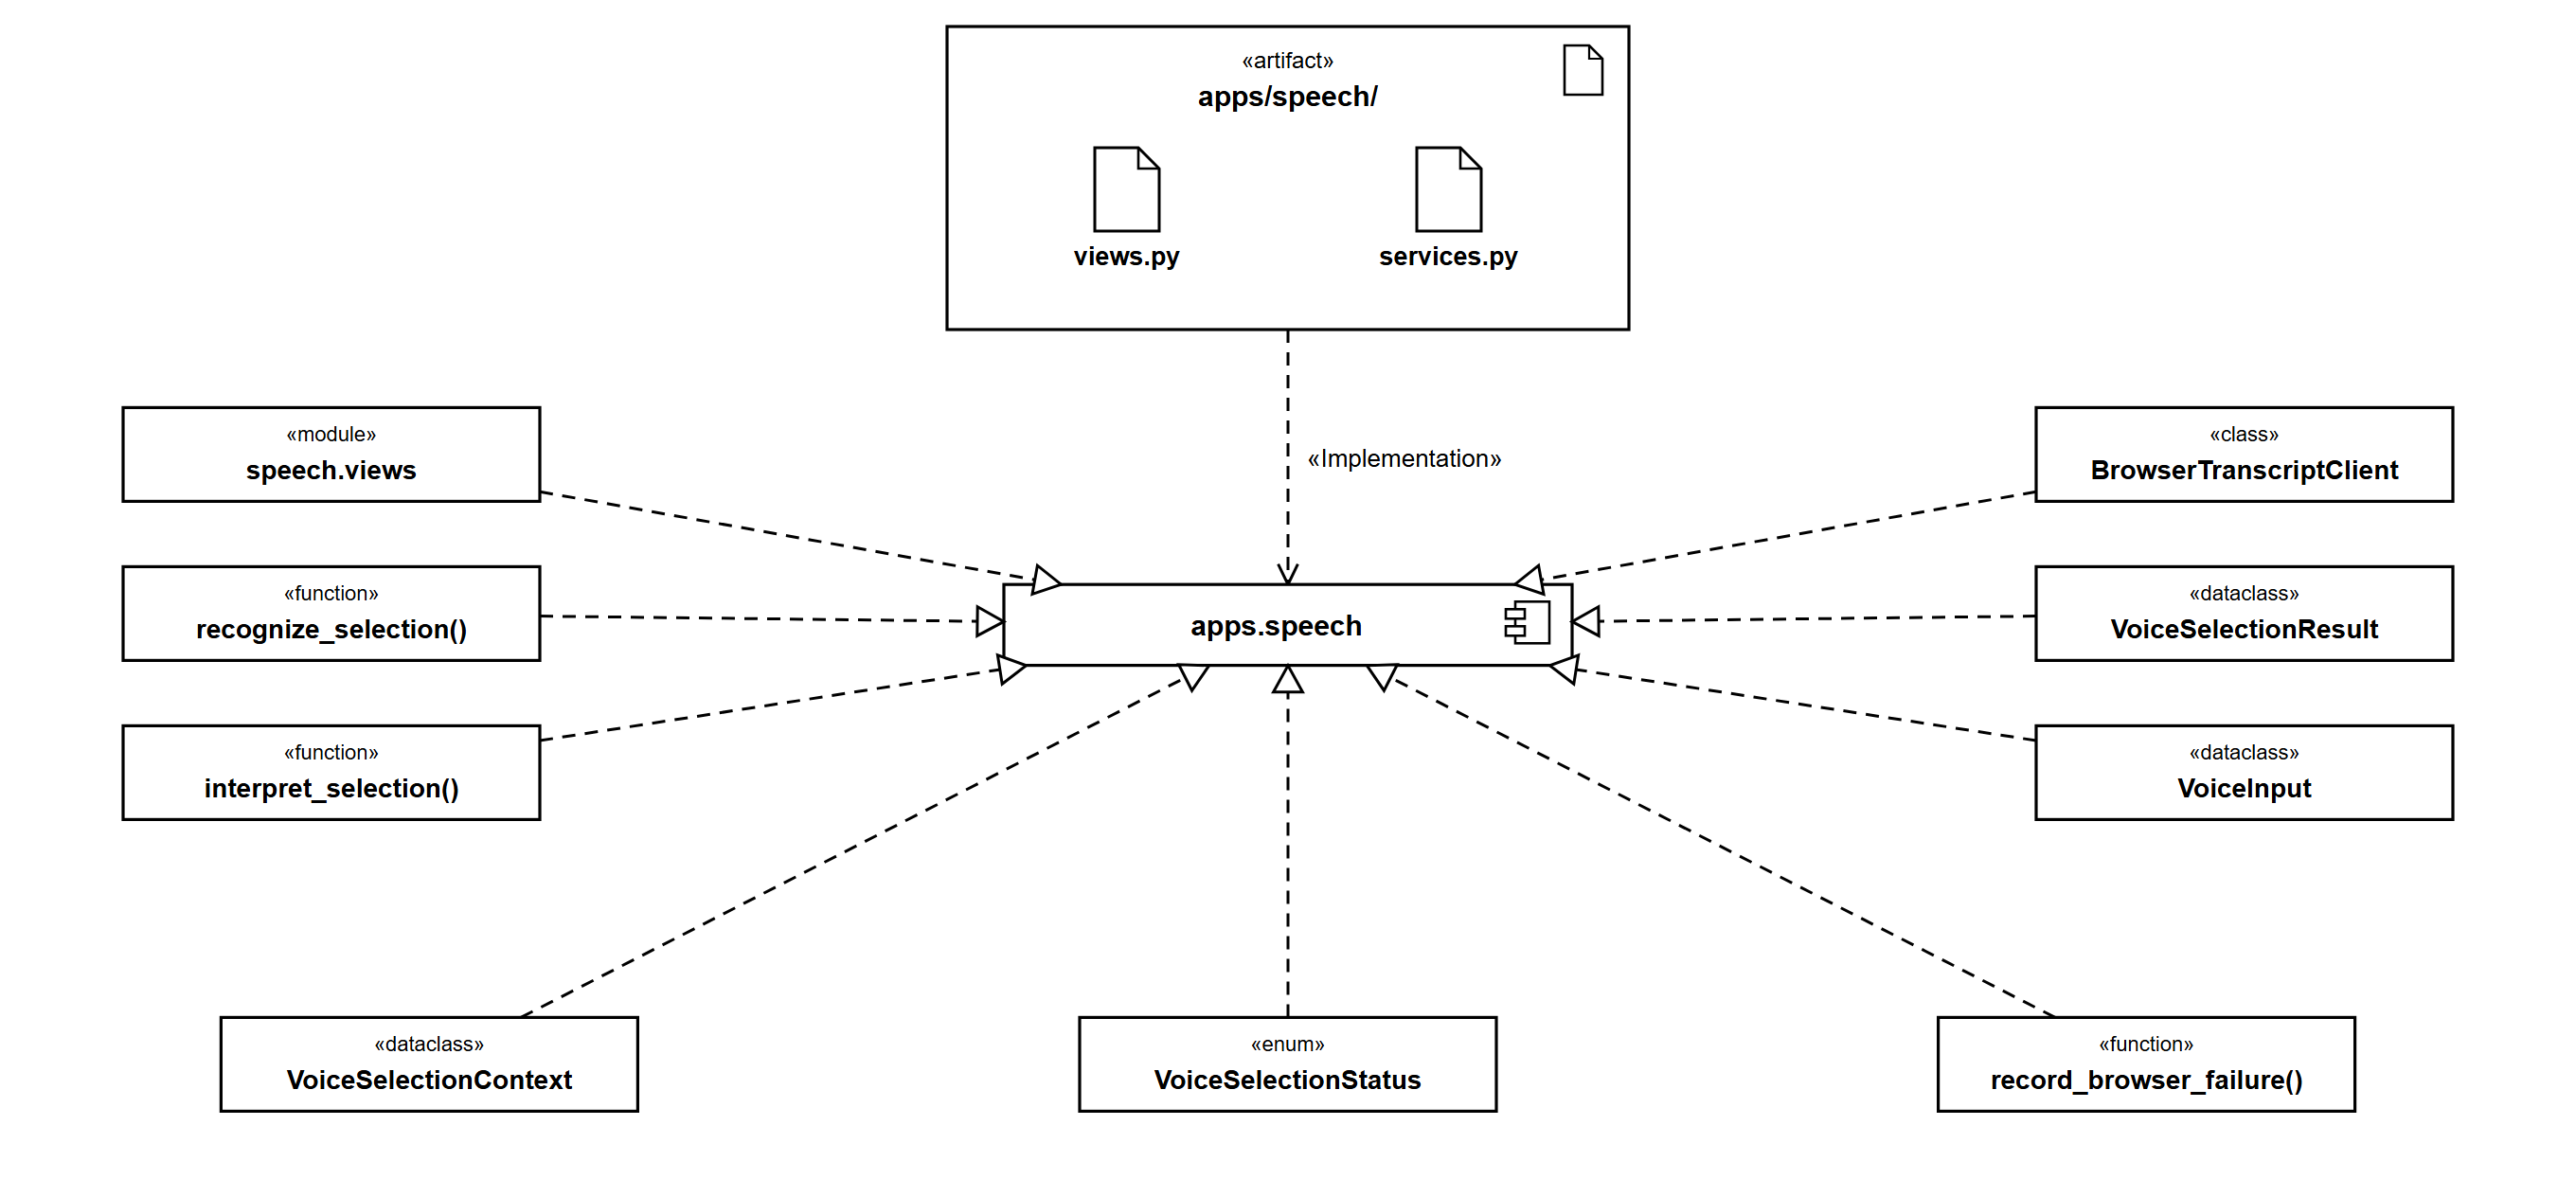 «artifact»
apps/speech/
views.py
services.py
«Implementation»
«module»
speech.views
«function»
recognize_selection()
«function»
interpret_selection()
apps.speech
«class»
BrowserTranscriptClient
«dataclass»
VoiceSelectionResult
«dataclass»
VoiceInput
«dataclass»
VoiceSelectionContext
«enum»
VoiceSelectionStatus
«function»
record_browser_failure()